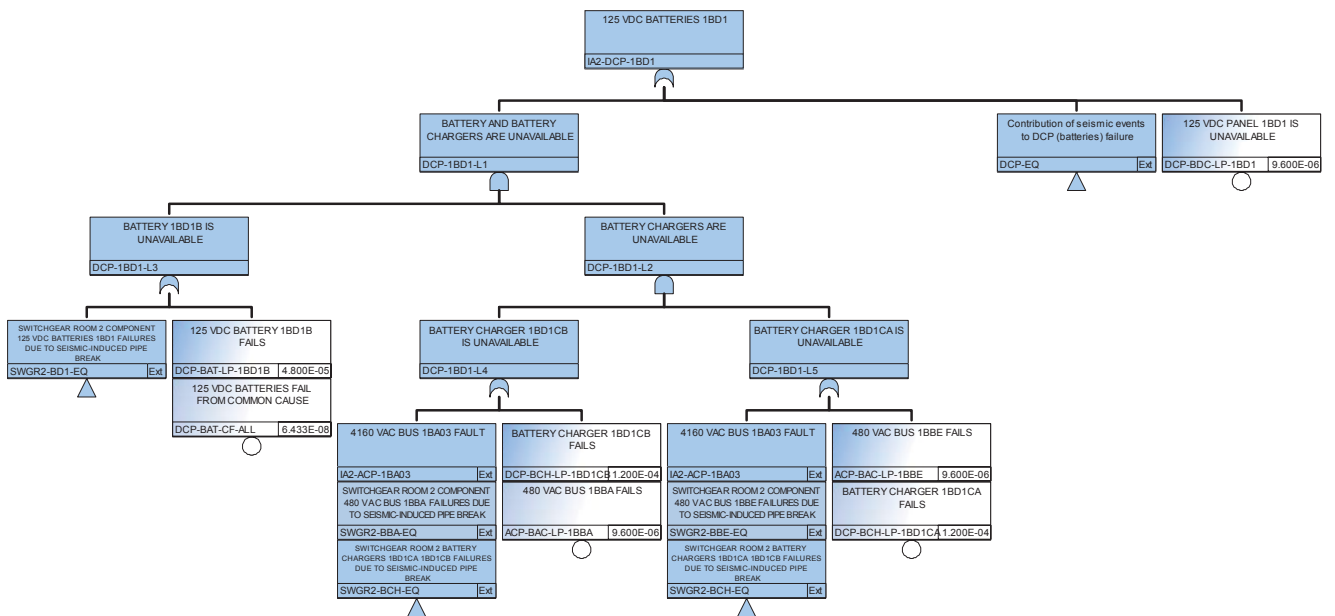 125 VDC BATTERIES 1BD1
IA2-DCP-1BD1
BATTERY AND BATTERY
CHARGERS ARE UNAVAILABLE
DCP-1BD1-L1
Contribution of seismic events
to DCP (batteries) failure
DCP-EQ Ext
125 VDC PANEL 1BD1 IS
UNAVAILABLE
DCP-BDC-LP-1BD1 9.600E-06
BATTERY 1BD1B IS
UNAVAILABLE
DCP-1BD1-L3
BATTERY CHARGERS ARE
UNAVAILABLE
DCP-1BD1-L2
SWITCHGEAR ROOM 2 COMPONENT
125 VDC BATTERIES 1BD1 FAILURES
DUE TO SEISMIC-INDUCED PIPE
BREAK
SWGR2-BD1-EQ Ext
125 VDC BATTERY 1BD1B
FAILS
DCP-BAT-LP-1BD1B 4.800E-05
125 VDC BATTERIES FAIL
FROM COMMON CAUSE
DCP-BAT-CF-ALL 6.433E-08
BATTERY CHARGER 1BD1CB
IS UNAVAILABLE
DCP-1BD1-L4
BATTERY CHARGER 1BD1CA IS
UNAVAILABLE
DCP-1BD1-L5
4160 VAC BUS 1BA03 FAULT
IA2-ACP-1BA03 Ext
SWITCHGEAR ROOM 2 COMPONENT
480 VAC BUS 1BBA FAILURES DUE
TO SEISMIC-INDUCED PIPE BREAK
SWGR2-BBA-EQ Ext
SWITCHGEAR ROOM 2 BATTERY
CHARGERS 1BD1CA 1BD1CB FAILURES
DUE TO SEISMIC-INDUCED PIPE
BREAK
SWGR2-BCH-EQ Ext
BATTERY CHARGER 1BD1CB
FAILS
DCP-BCH-LP-1BD1CB 1.200E-04
480 VAC BUS 1BBA FAILS
ACP-BAC-LP-1BBA 9.600E-06
4160 VAC BUS 1BA03 FAULT
IA2-ACP-1BA03 Ext
SWITCHGEAR ROOM 2 COMPONENT
480 VAC BUS 1BBE FAILURES DUE
TO SEISMIC-INDUCED PIPE BREAK
SWGR2-BBE-EQ Ext
SWITCHGEAR ROOM 2 BATTERY
CHARGERS 1BD1CA 1BD1CB FAILURES
DUE TO SEISMIC-INDUCED PIPE
BREAK
SWGR2-BCH-EQ Ext
480 VAC BUS 1BBE FAILS
ACP-BAC-LP-1BBE 9.600E-06
BATTERY CHARGER 1BD1CA
FAILS
DCP-BCH-LP-1BD1CA 1.200E-04